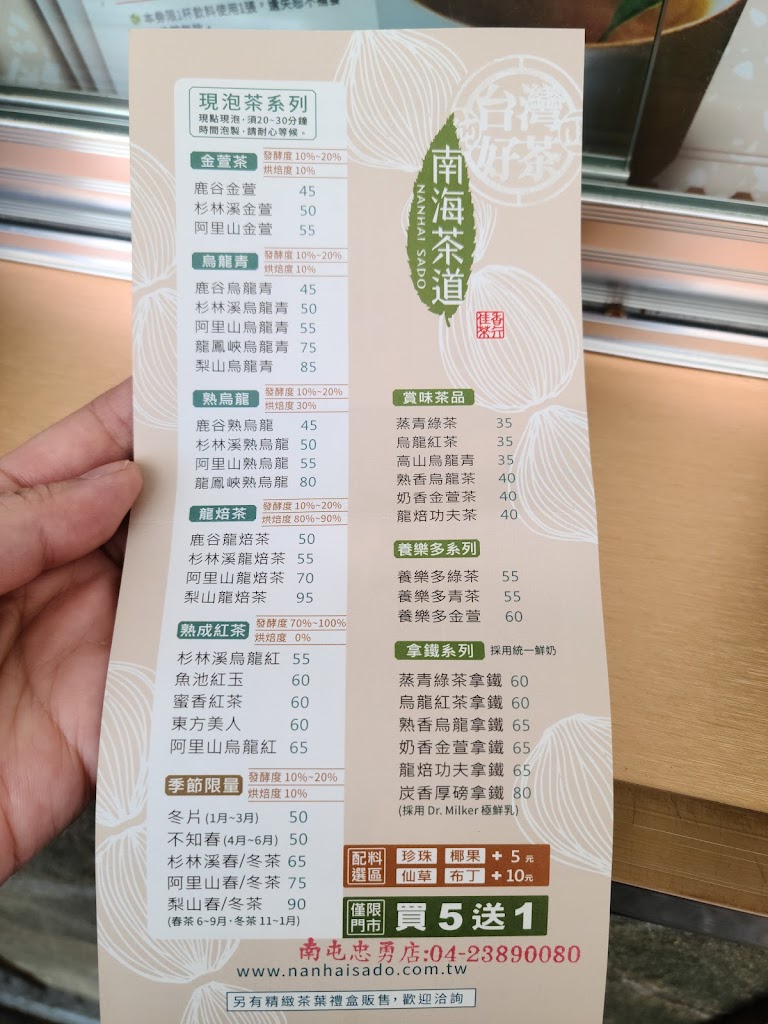 本券限1杯飲料使用1張，遺失恕不補發
現泡茶系列
現點現泡，須20~30分鐘
時間泡製，請耐心等候。
金萱茶 發酵度 10%~20%
烘焙度 10%
鹿谷金萱 45
杉林溪金萱 50
阿里山金萱 55
烏龍青 發酵度 10%~20%
烘焙度 10%
鹿谷烏龍青 45
杉林溪烏龍青 50
阿里山烏龍青 55
龍鳳峽烏龍青 75
梨山烏龍青 85
熟烏龍 發酵度 10%~20%
烘焙度 30%
鹿谷熟烏龍 45
杉林溪熟烏龍 50
阿里山熟烏龍 55
龍鳳峽熟烏龍 80
龍焙茶 發酵度 10%~20%
烘焙度 80%~90%
鹿谷龍焙茶 50
杉林溪龍焙茶 55
阿里山龍焙茶 70
梨山龍焙茶 95
熟成紅茶 發酵度 70%~100%
烘焙度 0%
杉林溪烏龍紅 55
魚池紅玉 60
蜜香紅茶 60
東方美人 60
阿里山烏龍紅 65
季節限量 發酵度 10%~20%
烘焙度 10%
冬片 (1月~3月) 50
不知春 (4月~6月) 50
杉林溪春/冬茶 65
阿里山春/冬茶 75
梨山春/冬茶 90
(春茶 6~9月·冬茶 11~1月)
台灣
好茶
南海茶道
NANHAI SADO
香行
佳茶
賞味茶品
蒸青綠茶 35
烏龍紅茶 35
高山烏龍青 35
熟香烏龍茶 40
奶香金萱茶 40
龍焙功夫茶 40
養樂多系列
養樂多綠茶 55
養樂多青茶 55
養樂多金萱 60
拿鐵系列 採用統一鮮奶
蒸青綠茶拿鐵 60
烏龍紅茶拿鐵 60
熟香烏龍拿鐵 65
奶香金萱拿鐵 65
龍焙功夫拿鐵 65
炭香厚磅拿鐵 80
(採用 Dr. Milker 極鮮乳)
配料選區 珍珠 椰果 + 5元
仙草 布丁 + 10元
僅限門市 買5送1
南屯忠勇店:04-23890080
www.nanhaisado.com.tw
另有精緻茶葉禮盒販售，歡迎洽詢